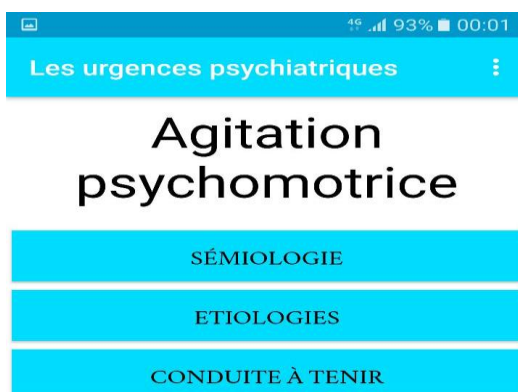 4G 93% 00:01
Les urgences psychiatriques
Agitation
psychomotrice
SÉMIOLOGIE
ETIOLOGIES
CONDUITE À TENIR